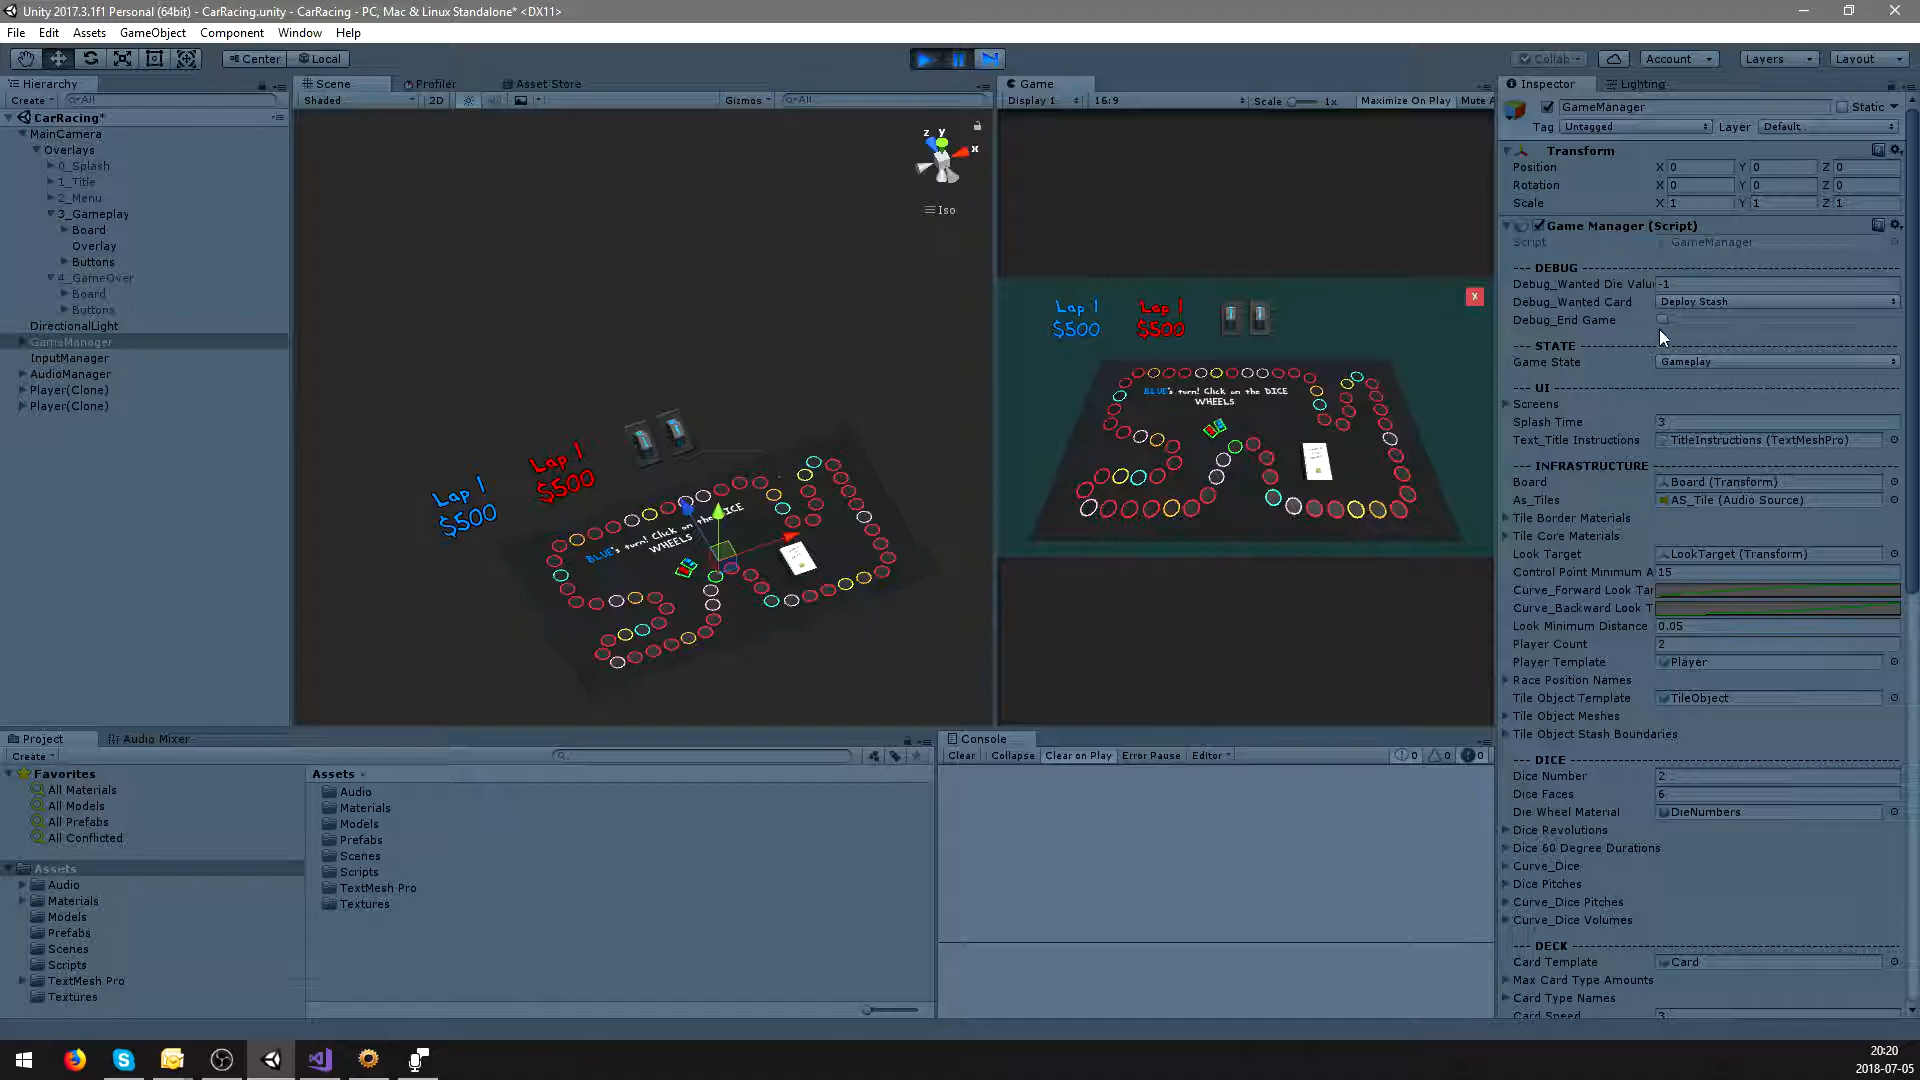 Unity 2017.3.1f1 Personal (64bit) - CarRacing.unity - CarRacing - PC, Mac & Linux Standalone* <DX11>
File Edit Assets GameObject Component Window Help
Center Local Collab Account Layers Layout
Hierarchy
Create All
CarRacing*
MainCamera
Overlays
0_Splash
1_Title
2_Menu
3_Gameplay
Board
Overlay
Buttons
4_GameOver
Board
Buttons
DirectionalLight
GameManager
InputManager
AudioManager
Player(Clone)
Player(Clone)
Scene Profiler Asset Store
Shaded 2D Gizmos All
z y x
Iso
Lap 1
$500
Lap 1
$500
BLUE's turn! Click on the DICE
WHEELS
Game
Display 1 16:9 Scale 1x Maximize On Play Mute A
Lap 1
$500
Lap 1
$500
X
BLUE's turn! Click on the DICE
WHEELS
Inspector Lighting
GameManager Static
Tag Untagged Layer Default
Transform
Position X 0 Y 0 Z 0
Rotation X 0 Y 0 Z 0
Scale X 1 Y 1 Z 1
Game Manager (Script)
Script GameManager
--- DEBUG
Debug_Wanted Die Valu -1
Debug_Wanted Card Deploy Stash
Debug_End Game
--- STATE
Game State Gameplay
--- UI
Screens
Splash Time 3
Text_Title Instructions TitleInstructions (TextMeshPro)
--- INFRASTRUCTURE
Board Board (Transform)
As_Tiles AS_Tile (Audio Source)
Tile Border Materials
Tile Core Materials
Look Target LookTarget (Transform)
Control Point Minimum A 15
Curve_Forward Look Tar
Curve_Backward Look T
Look Minimum Distance 0.05
Player Count 2
Player Template Player
Race Position Names
Tile Object Template TileObject
Tile Object Meshes
Tile Object Stash Boundaries
--- DICE
Dice Number 2
Dice Faces 6
Die Wheel Material DieNumbers
Dice Revolutions
Dice 60 Degree Durations
Curve_Dice
Dice Pitches
Curve_Dice Pitches
Curve_Dice Volumes
--- DECK
Card Template Card
Max Card Type Amounts
Card Type Names
Card Speed 3
Project Audio Mixer
Create
Favorites
All Materials
All Models
All Prefabs
All Conflicted
Assets
Audio
Materials
Models
Prefabs
Scenes
Scripts
TextMesh Pro
Textures
Assets
Audio
Materials
Models
Prefabs
Scenes
Scripts
TextMesh Pro
Textures
Console
Clear Collapse Clear on Play Error Pause Editor 0 0 0
20:20
2018-07-05